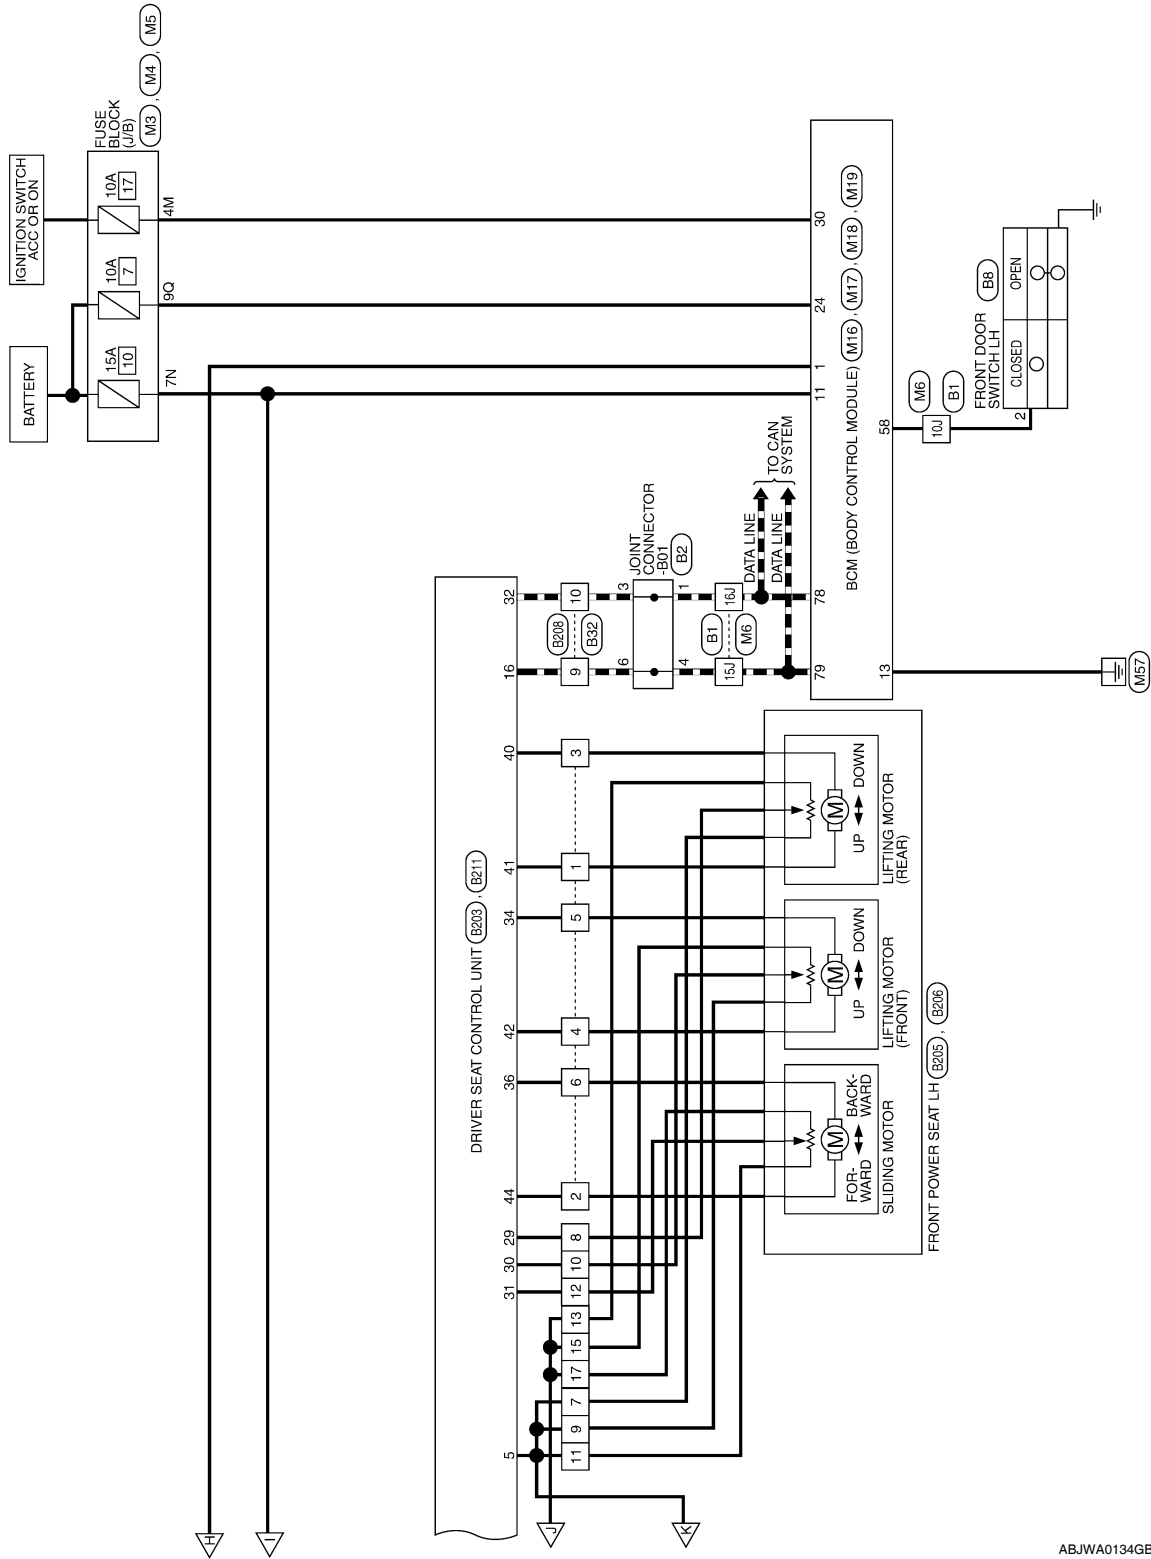 IGNITION SWITCH
ACC OR ON
BATTERY
FUSE
BLOCK
(J/B)
M3 , M4 , M5
10A
17
10A
7
15A
10
4M
9Q
7N
H
I
J
K
DRIVER SEAT CONTROL UNIT B203 , B211
5
31
30
29
44
36
42
34
41
40
16
32
11
9
7
17
15
13
12
10
8
2
6
4
5
1
3
9
10
B208
B32
6
3
JOINT
CONNECTOR
-B01
B2
4
1
15J
16J
B1
M6
DATA LINE
DATA LINE
TO CAN
SYSTEM
79
78
11
1
24
30
BCM (BODY CONTROL MODULE) M16 , M17 , M18 , M19
13
58
M57
10J
M6
B1
2
FRONT DOOR
SWITCH LH
B8
CLOSED
OPEN
M
FOR-
WARD
BACK-
WARD
SLIDING MOTOR
M
UP
DOWN
LIFTING MOTOR
(FRONT)
M
UP
DOWN
LIFTING MOTOR
(REAR)
FRONT POWER SEAT LH B205 , B206
ABJWA0134GB